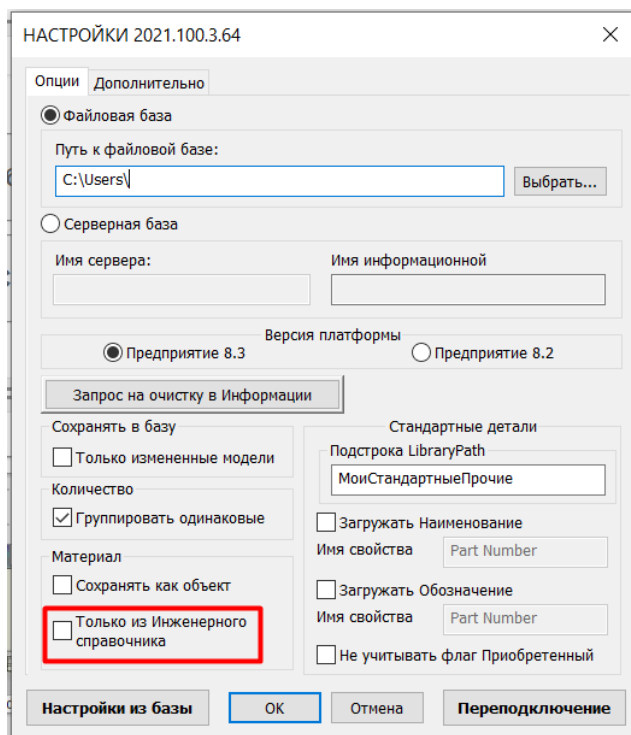 НАСТРОЙКИ 2021.100.3.64
Опции Дополнительно
Файловая база
Путь к файловой базе:
C:\Users\
Выбрать...
Серверная база
Имя сервера: Имя информационной
Версия платформы
Предприятие 8.3 Предприятие 8.2
Запрос на очистку в Информации
Сохранять в базу
Только измененные модели
Количество
Группировать одинаковые
Материал
Сохранять как объект
Только из Инженерного
справочника
Стандартные детали
Подстрока LibraryPath
МоиСтандартныеПрочие
Загружать Наименование
Имя свойства Part Number
Загружать Обозначение
Имя свойства Part Number
Не учитывать флаг Приобретенный
Настройки из базы ОК Отмена Переподключение